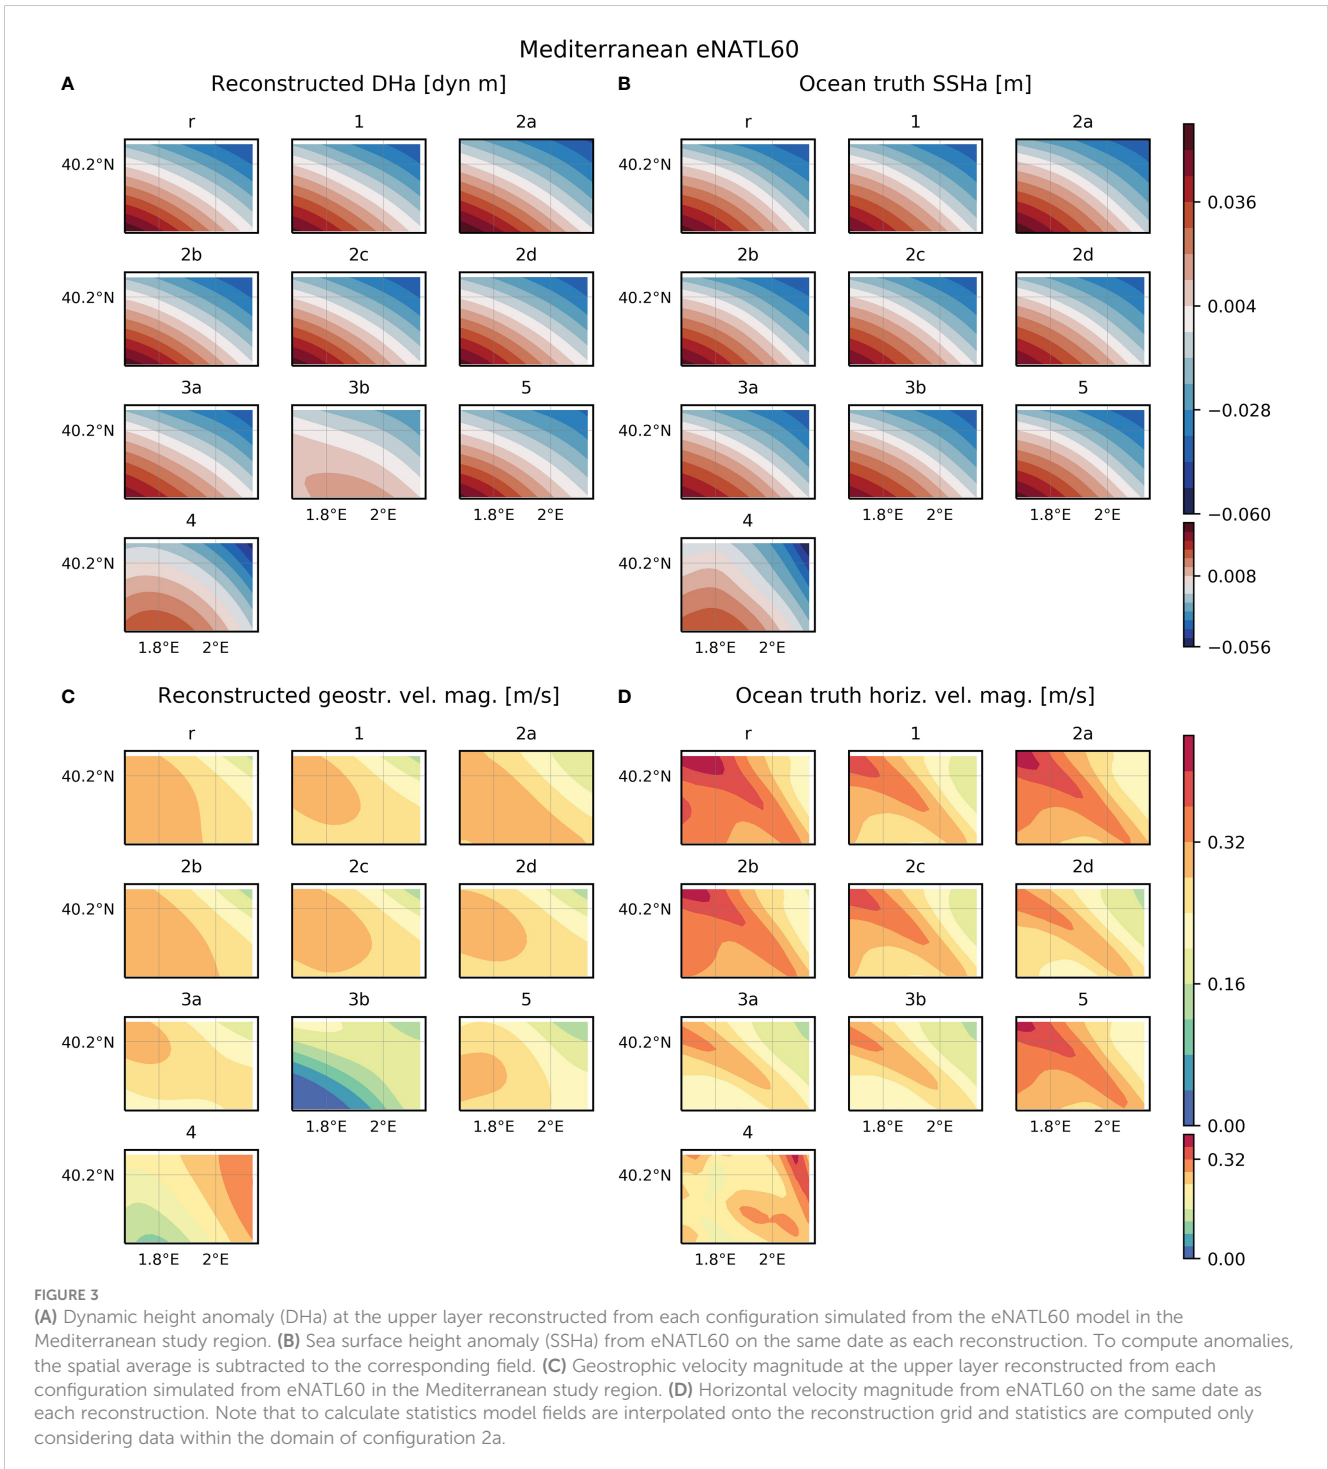 Mediterranean eNATL60
A Reconstructed DHa [dyn m] B Ocean truth SSHa [m]
r 1 2a r 1 2a
40.2°N 40.2°N
0.036
2b 2c 2d 2b 2c 2d
40.2°N 40.2°N
0.004
3a 3b 5 3a 3b 5
−0.028
40.2°N 40.2°N
1.8°E 2°E 1.8°E 2°E 1.8°E 2°E 1.8°E 2°E
−0.060
4 4
40.2°N 40.2°N
0.008
1.8°E 2°E 1.8°E 2°E
−0.056
C Reconstructed geostr. vel. mag. [m/s] D Ocean truth horiz. vel. mag. [m/s]
r 1 2a r 1 2a
40.2°N 40.2°N
0.32
2b 2c 2d 2b 2c 2d
40.2°N 40.2°N
0.16
3a 3b 5 3a 3b 5
40.2°N 40.2°N
1.8°E 2°E 1.8°E 2°E 1.8°E 2°E 1.8°E 2°E
0.00
4 4
0.32
40.2°N 40.2°N
1.8°E 2°E 1.8°E 2°E
0.00
FIGURE 3
(A) Dynamic height anomaly (DHa) at the upper layer reconstructed from each configuration simulated from the eNATL60 model in the
Mediterranean study region. (B) Sea surface height anomaly (SSHa) from eNATL60 on the same date as each reconstruction. To compute anomalies,
the spatial average is subtracted to the corresponding field. (C) Geostrophic velocity magnitude at the upper layer reconstructed from each
configuration simulated from eNATL60 in the Mediterranean study region. (D) Horizontal velocity magnitude from eNATL60 on the same date as
each reconstruction. Note that to calculate statistics model fields are interpolated onto the reconstruction grid and statistics are computed only
considering data within the domain of configuration 2a.